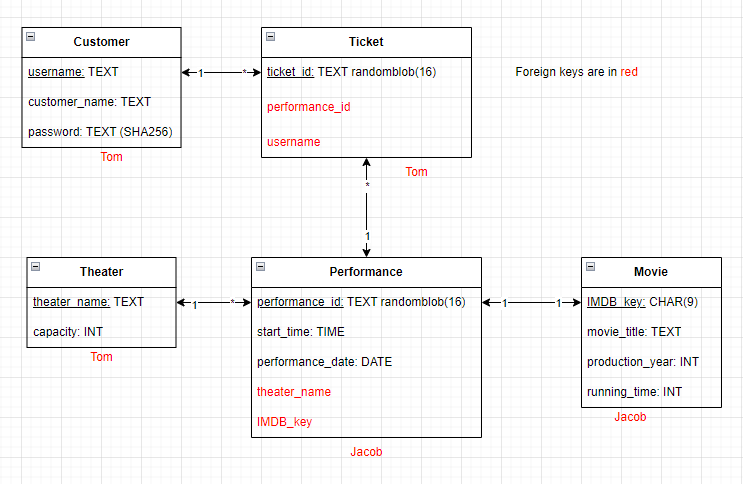 Customer
username: TEXT
customer_name: TEXT
password: TEXT (SHA256)
Tom
1
*
Ticket
ticket_id: TEXT randomblob(16)
performance_id
username
Tom
Foreign keys are in red
*
1
Theater
theater_name: TEXT
capacity: INT
Tom
1
*
Performance
performance_id: TEXT randomblob(16)
start_time: TIME
performance_date: DATE
theater_name
IMDB_key
Jacob
1
1
Movie
IMDB_key: CHAR(9)
movie_title: TEXT
production_year: INT
running_time: INT
Jacob